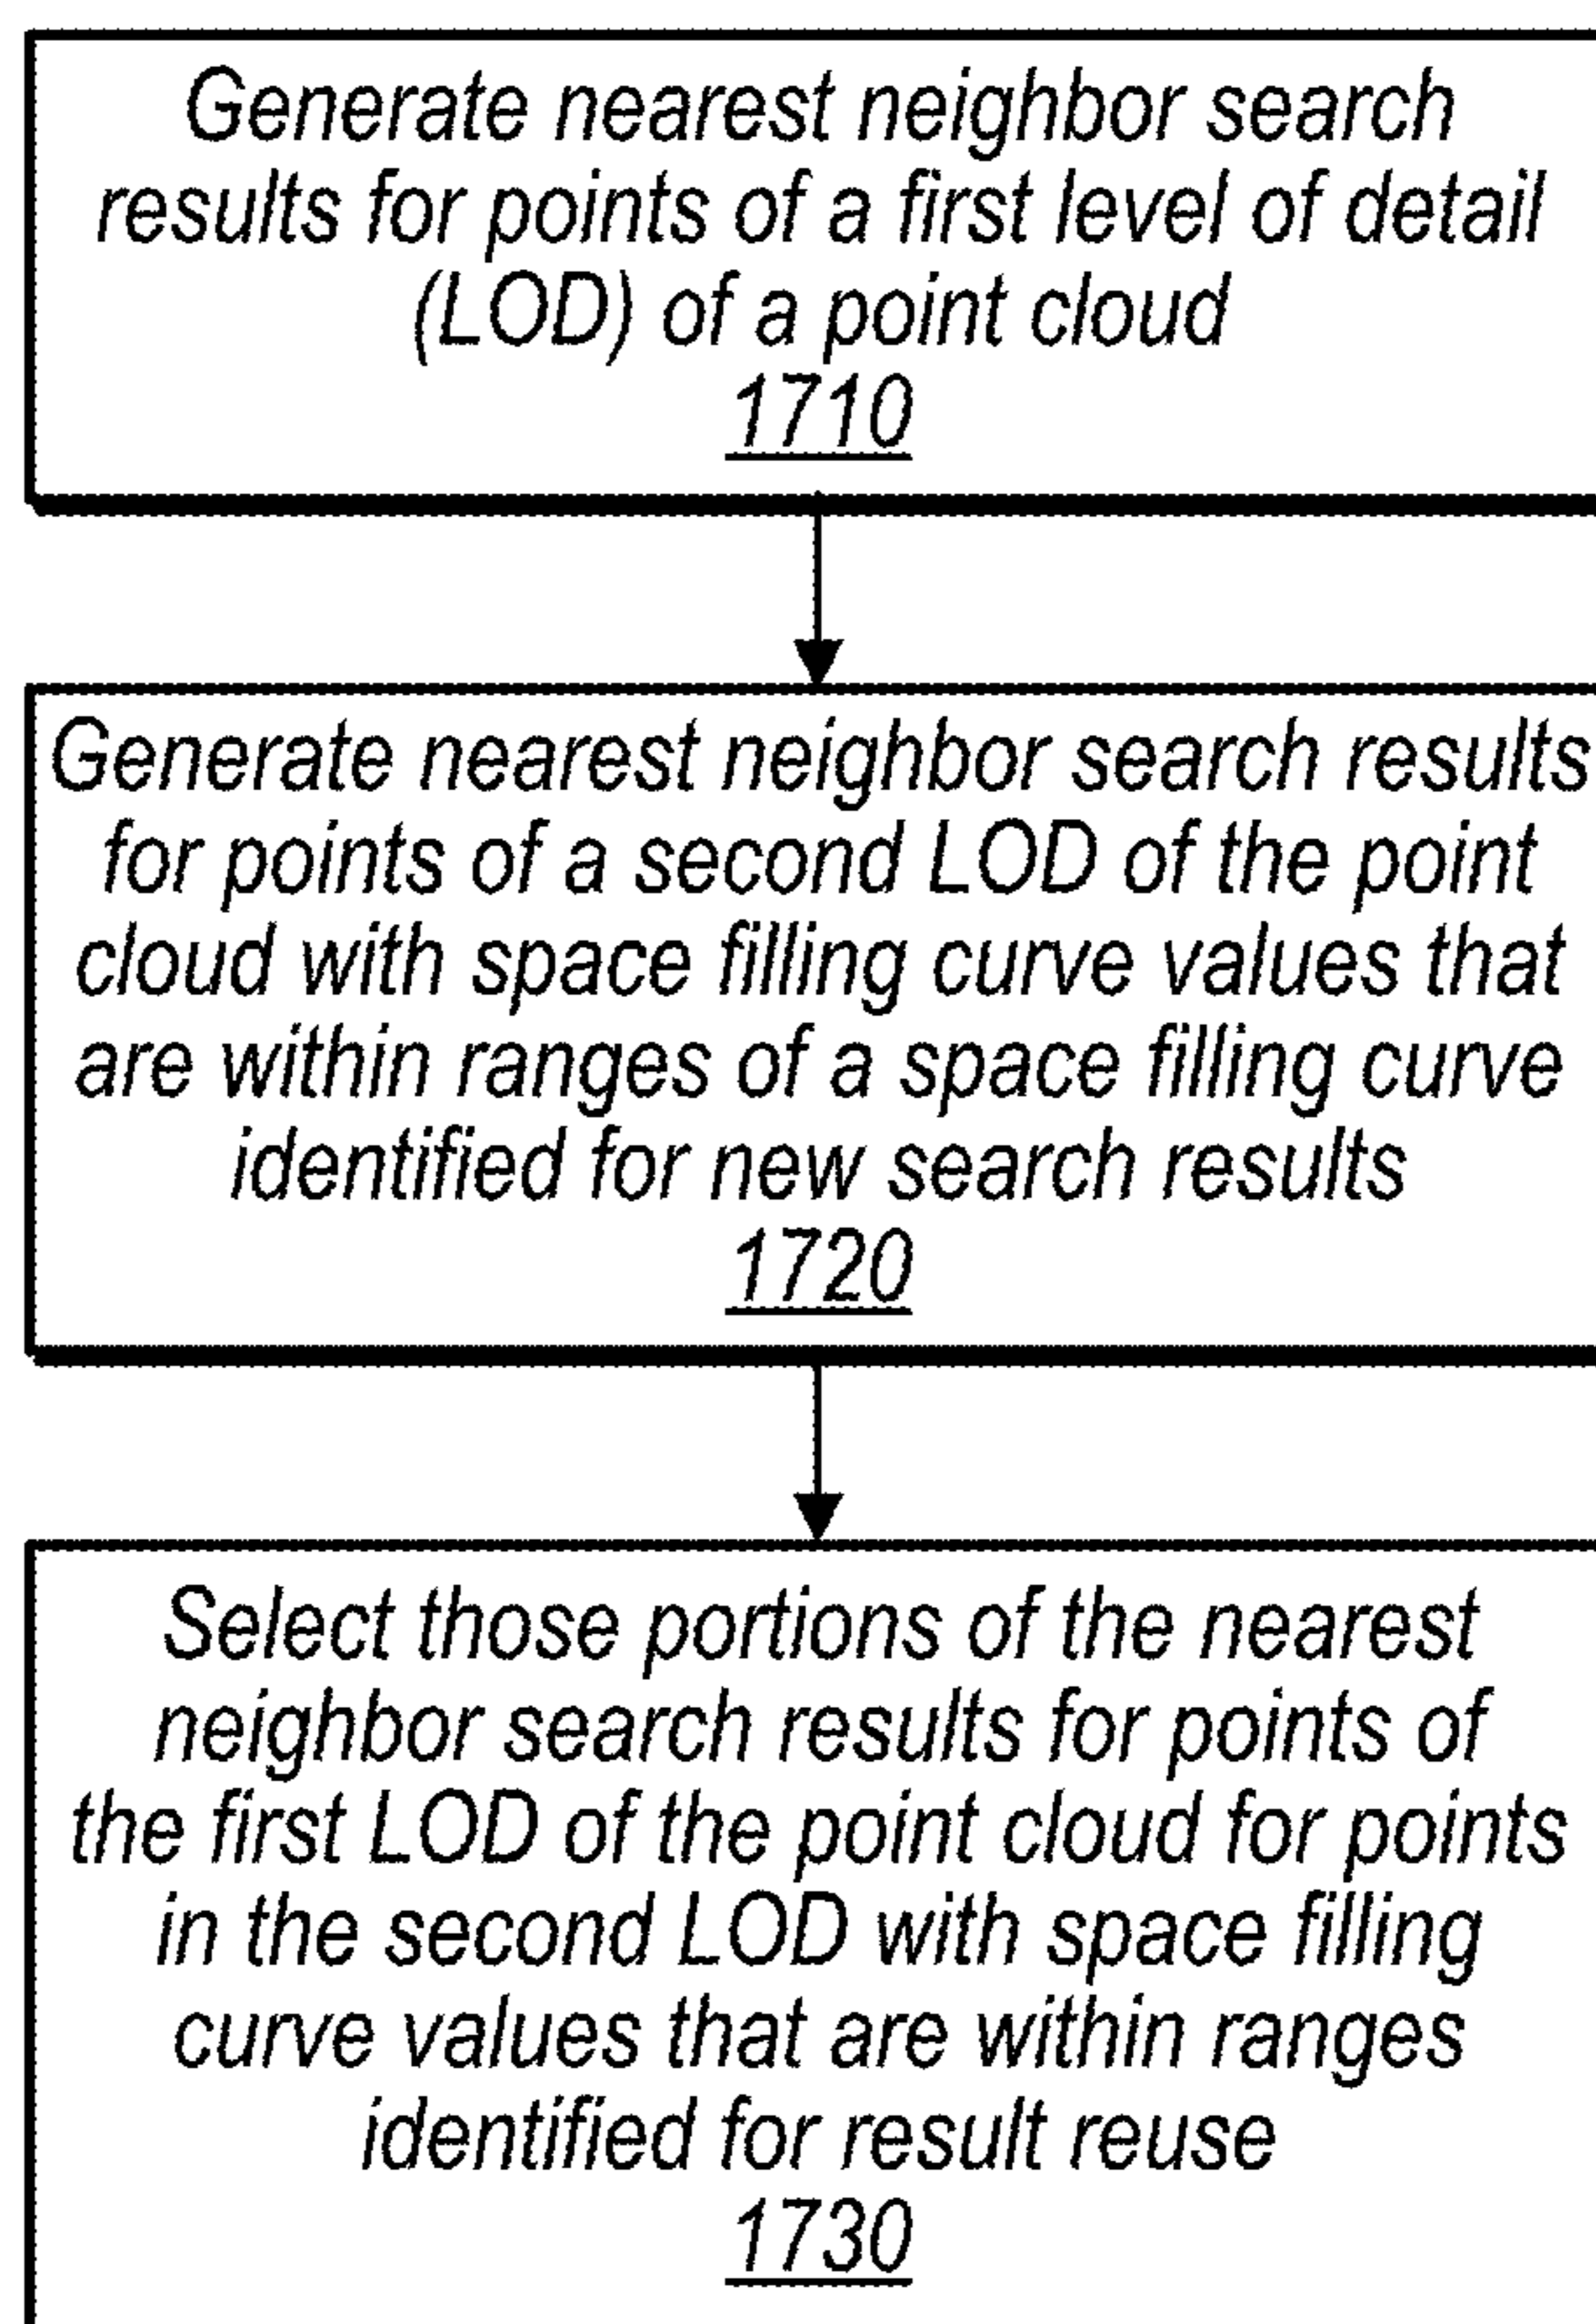 Generate nearest neighbor search
results for points of a first level of detail
(LOD) of a point cloud
1710
Generate nearest neighbor search results
for points of a second LOD of the point
cloud with space filling curve values that
are within ranges of a space filling curve
identified for new search results
1720
Select those portions of the nearest
neighbor search results for points of
the first LOD of the point cloud for points
in the second LOD with space filling
curve values that are within ranges
identified for result reuse
1730